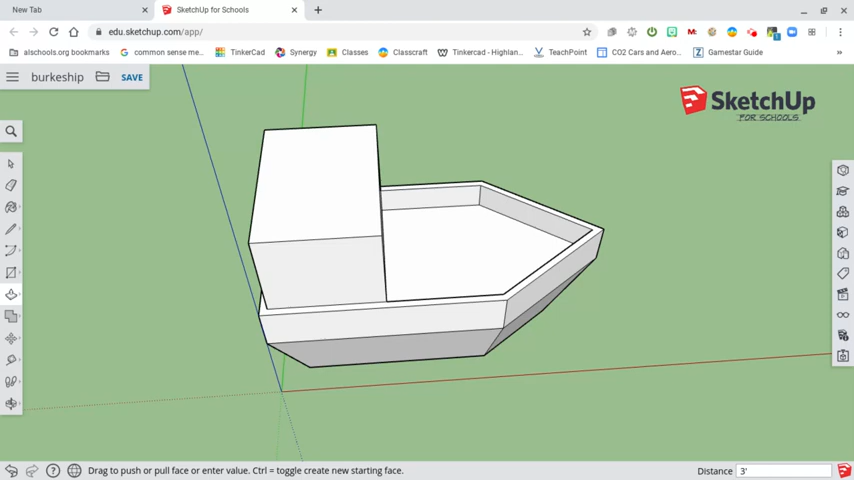 New Tab
SketchUp for Schools
edu.sketchup.com/app/
alschools.org bookmarks
common sense me...
TinkerCad
Synergy
Classes
Classcraft
Tinkercad - Highlan...
TeachPoint
CO2 Cars and Aero...
Gamestar Guide
burkeship
SAVE
SketchUp
FOR SCHOOLS
Drag to push or pull face or enter value. Ctrl = toggle create new starting face.
Distance 3'